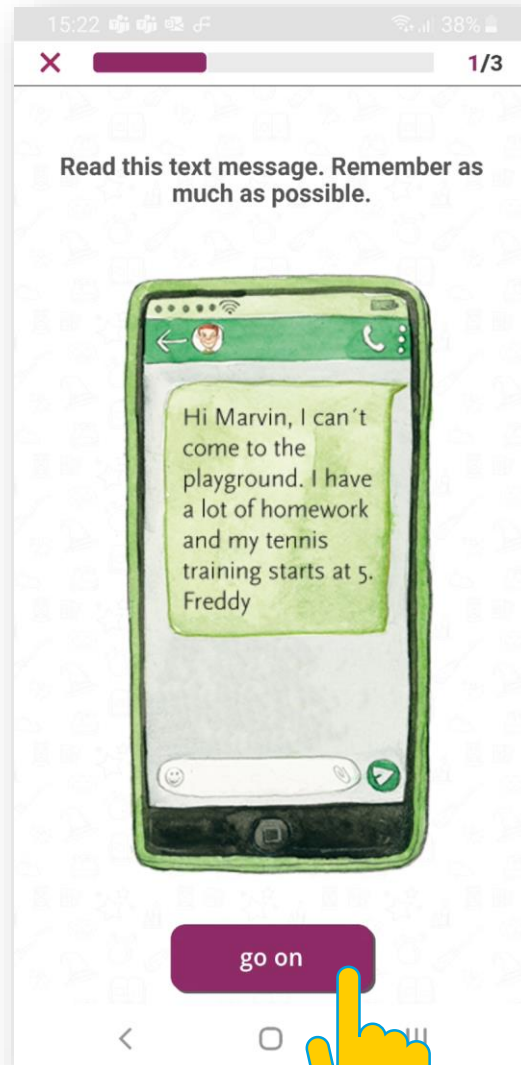 15:22 38%
1/3
Read this text message. Remember as
much as possible.
Hi Marvin, I can´t
come to the
playground. I have
a lot of homework
and my tennis
training starts at 5.
Freddy
go on